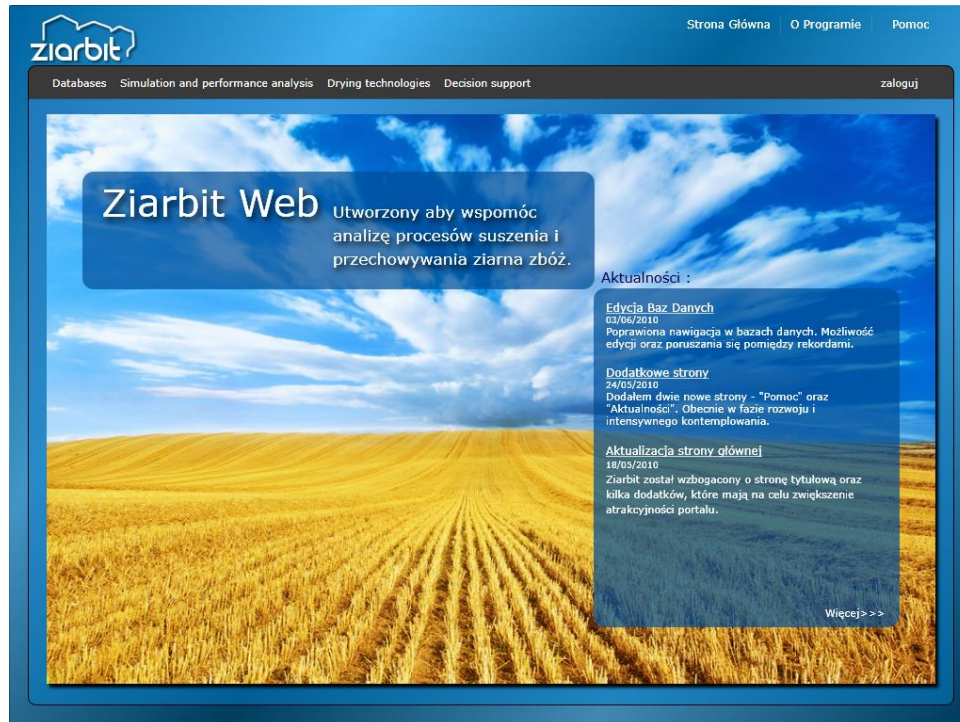 ziarbit
Strona Główna
O Programie
Pomoc
Databases
Simulation and performance analysis
Drying technologies
Decision support
zaloguj
Ziarbit Web
Utworzony aby wspomóc
analizę procesów suszenia i
przechowywania ziarna zbóż.
Aktualności :
Edycja Baz Danych
03/06/2010
Poprawiona nawigacja w bazach danych. Możliwość
edycji oraz poruszania się pomiędzy rekordami.
Dodatkowe strony
24/05/2010
Dodałem dwie nowe strony - "Pomoc" oraz
"Aktualności". Obecnie w fazie rozwoju i
intensywnego kontemplowania.
Aktualizacja strony głównej
18/05/2010
Ziarbit został wzbogacony o stronę tytułową oraz
kilka dodatków, które mają na celu zwiększenie
atrakcyjności portalu.
Więcej>>>